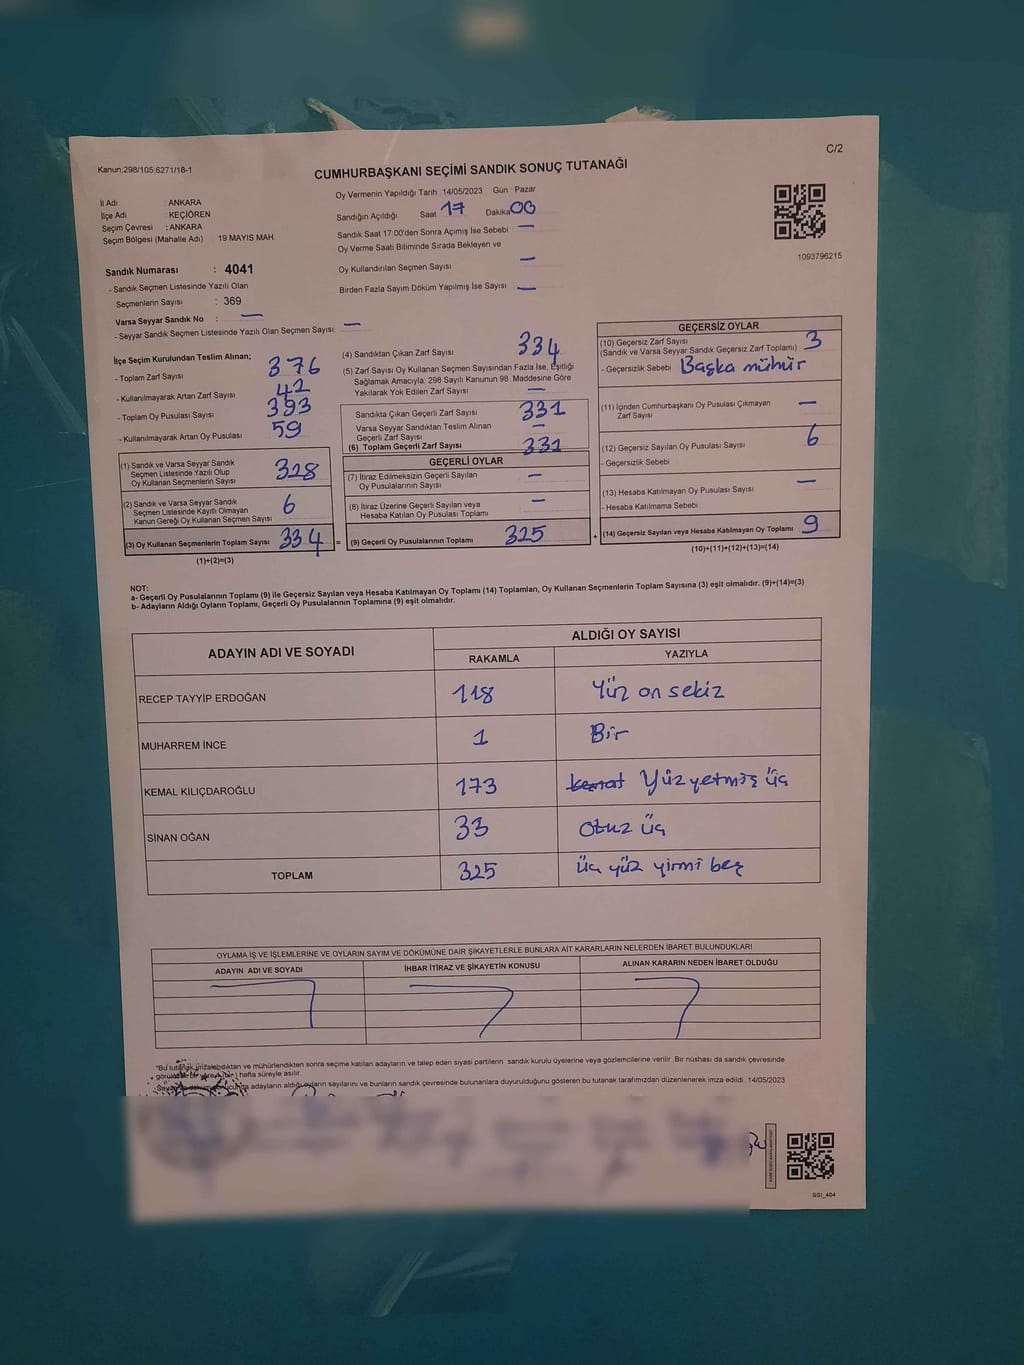 Kanun;298/105;6271/18-1
C/2
CUMHURBAŞKANI SEÇİMİ SANDIK SONUÇ TUTANAĞI
İl Adı : ANKARA
İlçe Adı : KEÇİÖREN
Seçim Çevresi : ANKARA
Seçim Bölgesi (Mahalle Adı) 19 MAYIS MAH.
Oy Vermenin Yapıldığı Tarih :14/05/2023 Gün : Pazar
Sandığın Açıldığı Saat 17 Dakika 00
Sandık Saat 17:00'den Sonra Açımış İse Sebebi : —
Oy Verme Saati Bitiminde Sırada Bekleyen ve
Oy Kullandırılan Seçmen Sayısı —
Birden Fazla Sayım Döküm Yapılmış İse Sayısı —
1093796215
Sandık Numarası : 4041
- Sandık Seçmen Listesinde Yazılı Olan
Seçmenlerin Sayısı : 369
Varsa Seyyar Sandık No : —
- Seyyar Sandık Seçmen Listesinde Yazılı Olan Seçmen Sayısı: —
İlçe Seçim Kurulundan Teslim Alınan;
- Toplam Zarf Sayısı 376
- Kullanılmayarak Artan Zarf Sayısı 42
- Toplam Oy Pusulası Sayısı 393
- Kullanılmayarak Artan Oy Pusulası 59
(1) Sandık ve Varsa Seyyar Sandık
Seçmen Listesinde Yazılı Olup
Oy Kullanan Seçmenlerin Sayısı 328
(2) Sandık ve Varsa Seyyar Sandık
Seçmen Listesinde Kayıtlı Olmayan
Kanun Gereği Oy Kullanan Seçmen Sayısı 6
(3) Oy Kullanan Seçmenlerin Toplam Sayısı 334 =
(1)+(2)=(3)
(4) Sandıktan Çıkan Zarf Sayısı 334
(5) Zarf Sayısı Oy Kullanan Seçmen Sayısından Fazla İse, Eşitliği
Sağlamak Amacıyla, 298 Sayılı Kanunun 98. Maddesine Göre
Yakılarak Yok Edilen Zarf Sayısı —
Sandıkta Çıkan Geçerli Zarf Sayısı 331
Varsa Seyyar Sandıktan Teslim Alınan
Geçerli Zarf Sayısı —
(6) Toplam Geçerli Zarf Sayısı 331
GEÇERLİ OYLAR
(7) İtiraz Edilmeksizin Geçerli Sayılan
Oy Pusulalarının Sayısı —
(8) İtiraz Üzerine Geçerli Sayılan veya
Hesaba Katılan Oy Pusulası Toplamı —
(9) Geçerli Oy Pusulalarının Toplamı 325 +
GEÇERSİZ OYLAR
(10) Geçersiz Zarf Sayısı 3
(Sandık ve Varsa Seyyar Sandık Geçersiz Zarf Toplamı)
- Geçersizlik Sebebi Başka mühür
(11) İçinden Cumhurbaşkanı Oy Pusulası Çıkmayan
Zarf Sayısı —
(12) Geçersiz Sayılan Oy Pusulası Sayısı 6
- Geçersizlik Sebebi
(13) Hesaba Katılmayan Oy Pusulası Sayısı —
- Hesaba Katılmama Sebebi
(14) Geçersiz Sayılan veya Hesaba Katılmayan Oy Toplamı 9
(10)+(11)+(12)+(13)=(14)
NOT:
a- Geçerli Oy Pusulalarının Toplamı (9) ile Geçersiz Sayılan veya Hesaba Katılmayan Oy Toplamı (14) Toplamları, Oy Kullanan Seçmenlerin Toplam Sayısına (3) eşit olmalıdır. (9)+(14)=(3)
b- Adayların Aldığı Oyların Toplamı, Geçerli Oy Pusulalarının Toplamına (9) eşit olmalıdır.
ADAYIN ADI VE SOYADI ALDIĞI OY SAYISI
RAKAMLA YAZIYLA
RECEP TAYYİP ERDOĞAN 118 Yüz on sekiz
MUHARREM İNCE 1 Bir
KEMAL KILIÇDAROĞLU 173 Yüz yetmiş üç
SİNAN OĞAN 33 otuz üç
TOPLAM 325 üç yüz yirmi beş
OYLAMA İŞ VE İŞLEMLERİNE VE OYLARIN SAYIM VE DÖKÜMÜNE DAİR ŞİKAYETLERLE BUNLARA AİT KARARLARIN NELERDEN İBARET BULUNDUKLARI
ADAYIN ADI VE SOYADI İHBAR İTİRAZ VE ŞİKAYETİN KONUSU ALINAN KARARIN NEDEN İBARET OLDUĞU
"Bu tutanak imzalandıktan ve mühürlendikten sonra seçime katılan adayların ve talep eden siyasi partilerin sandık kurulu üyelerine veya gözlemcilerine verilir. Bir nüshası da sandık çevresinde
hafta süreyle asılır.
adayların aldığı oyların sayılarını ve bunların sandık çevresinde bulunanlara duyurulduğunu gösteren bu tutanak tarafımızdan düzenlenerek imza edildi. 14/05/2023
SSI_404